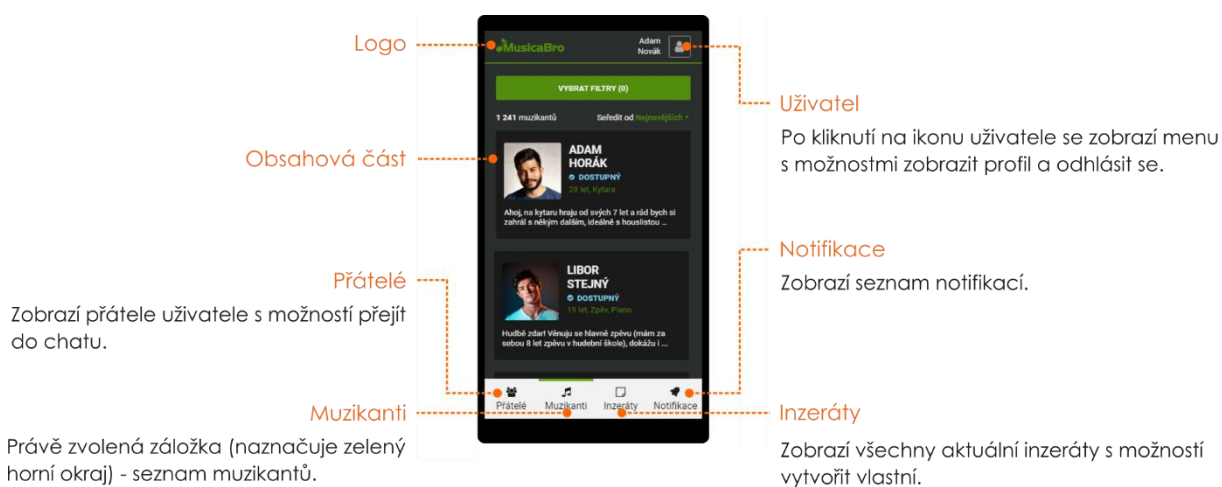 Logo
Obsahová část
Přátelé
Zobrazí přátele uživatele s možností přejít
do chatu.
Muzikanti
Právě zvolená záložka (naznačuje zelený
horní okraj) - seznam muzikantů.
MusicaBro
Adam
Novák
VYBRAT FILTRY (0)
1 241 muzikantů
Seředit od Nejnovějších
ADAM
HORÁK
DOSTUPNÝ
28 let, Kytara
Ahoj, na kytaru hraju od svých 7 let a rád bych si
zahrál s někým dalším, ideálně s houslistou ...
LIBOR
STEJNÝ
DOSTUPNÝ
19 let, Zpěv, Piano
Hudbě zdar! Věnuju se hlavně zpěvu (mám za
sebou 8 let zpěvu v hudební škole), dokážu i ...
Přátelé
Muzikanti
Inzeráty
Notifikace
Uživatel
Po kliknutí na ikonu uživatele se zobrazí menu
s možnostmi zobrazit profil a odhlásit se.
Notifikace
Zobrazí seznam notifikací.
Inzeráty
Zobrazí všechny aktuální inzeráty s možností
vytvořit vlastní.